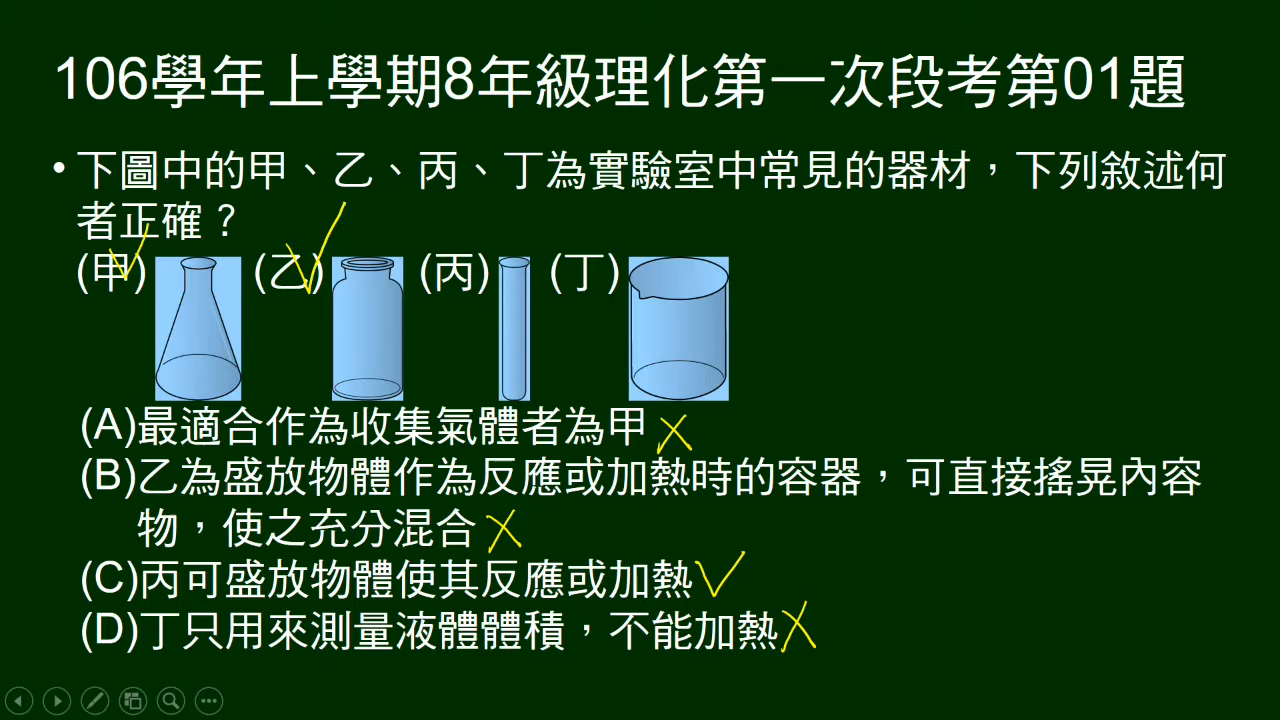 106學年上學期8年級理化第一次段考第01題
•下圖中的甲、乙、丙、丁為實驗室中常見的器材，下列敘述何
者正確？
(甲) (乙) (丙) (丁)
(A)最適合作為收集氣體者為甲
(B)乙為盛放物體作為反應或加熱時的容器，可直接搖晃內容
物，使之充分混合
(C)丙可盛放物體使其反應或加熱
(D)丁只用來測量液體體積，不能加熱